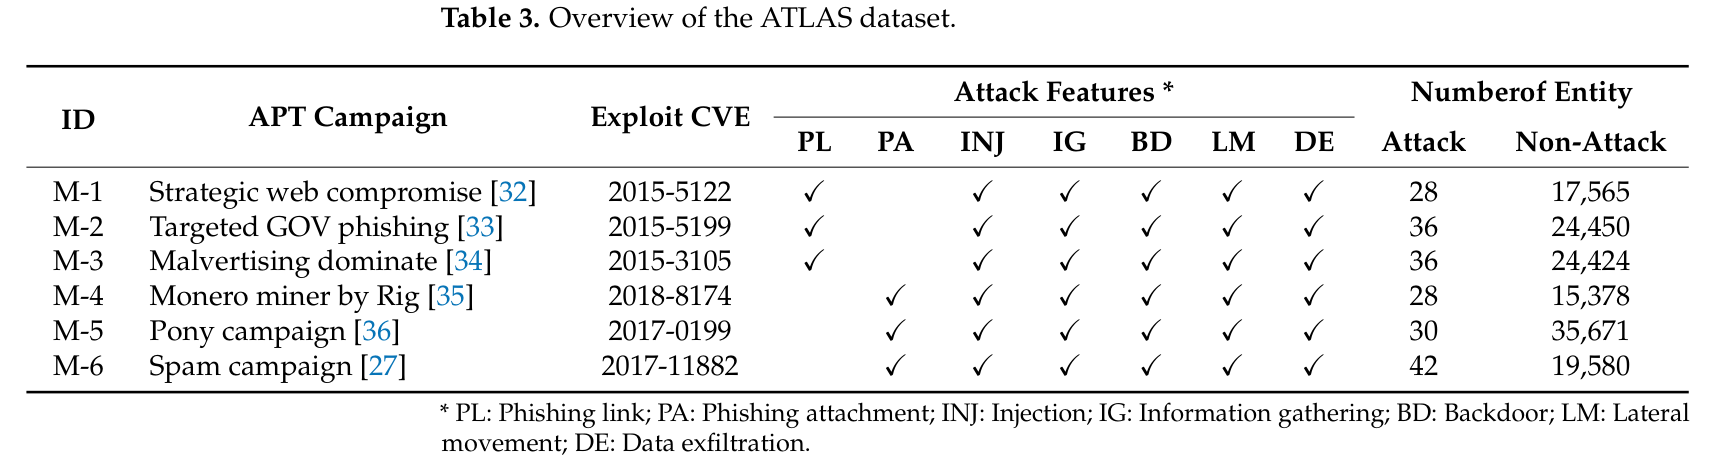 Table 3. Overview of the ATLAS dataset.
ID APT Campaign Exploit CVE Attack Features * Numberof Entity
PL PA INJ IG BD LM DE Attack Non-Attack
M-1 Strategic web compromise [32] 2015-5122 ✓ ✓ ✓ ✓ ✓ ✓ 28 17,565
M-2 Targeted GOV phishing [33] 2015-5199 ✓ ✓ ✓ ✓ ✓ ✓ 36 24,450
M-3 Malvertising dominate [34] 2015-3105 ✓ ✓ ✓ ✓ ✓ ✓ 36 24,424
M-4 Monero miner by Rig [35] 2018-8174 ✓ ✓ ✓ ✓ ✓ ✓ 28 15,378
M-5 Pony campaign [36] 2017-0199 ✓ ✓ ✓ ✓ ✓ ✓ 30 35,671
M-6 Spam campaign [27] 2017-11882 ✓ ✓ ✓ ✓ ✓ ✓ 42 19,580
* PL: Phishing link; PA: Phishing attachment; INJ: Injection; IG: Information gathering; BD: Backdoor; LM: Lateral
movement; DE: Data exfiltration.